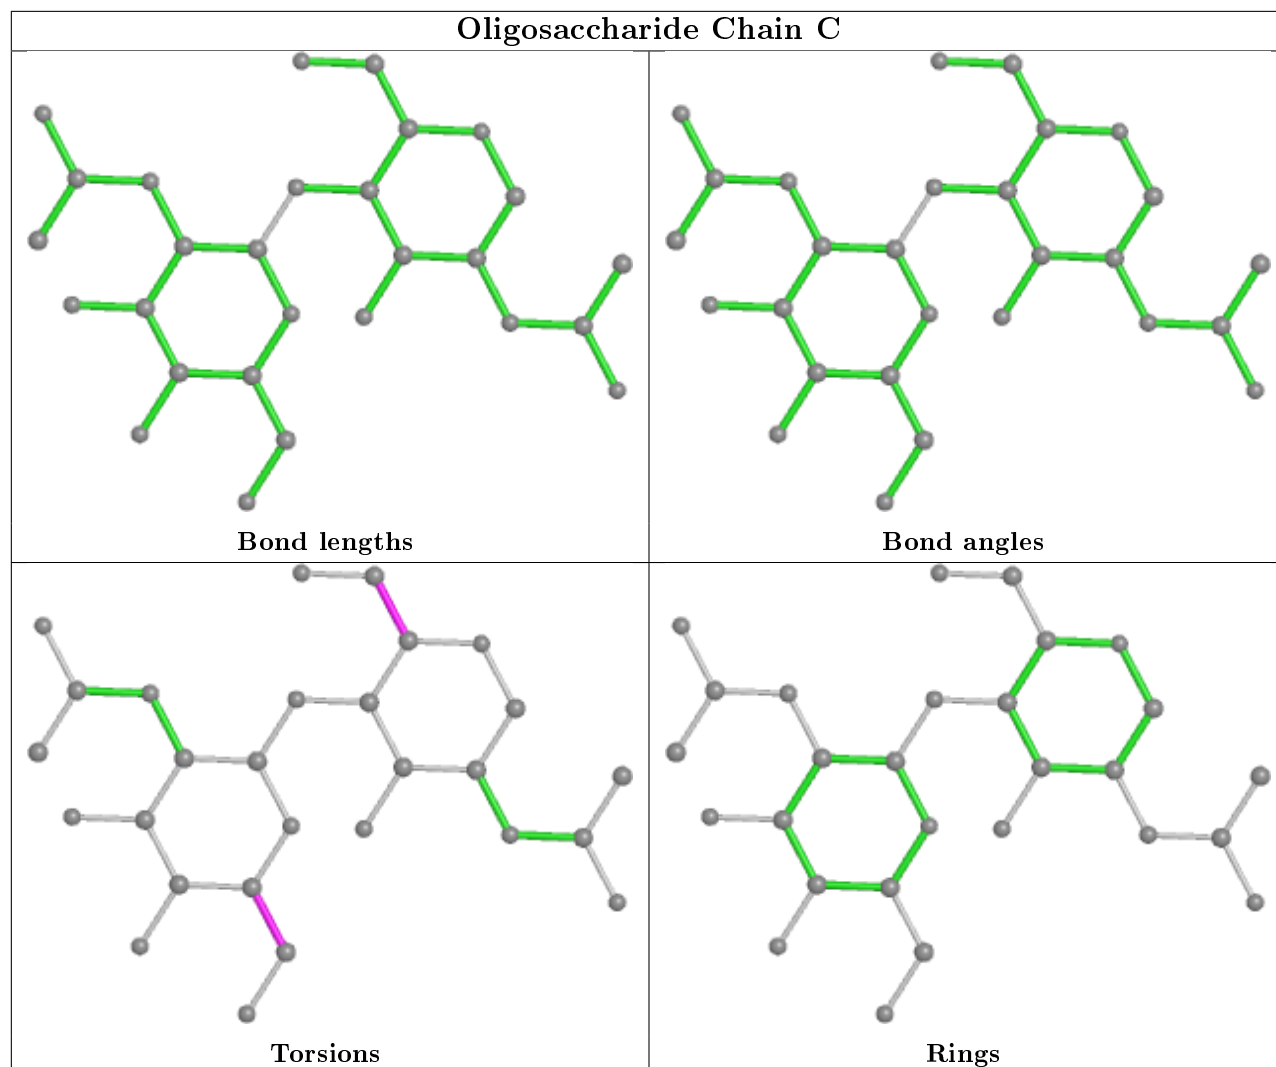 Oligosaccharide Chain C
Bond lengths
Bond angles
Torsions
Rings